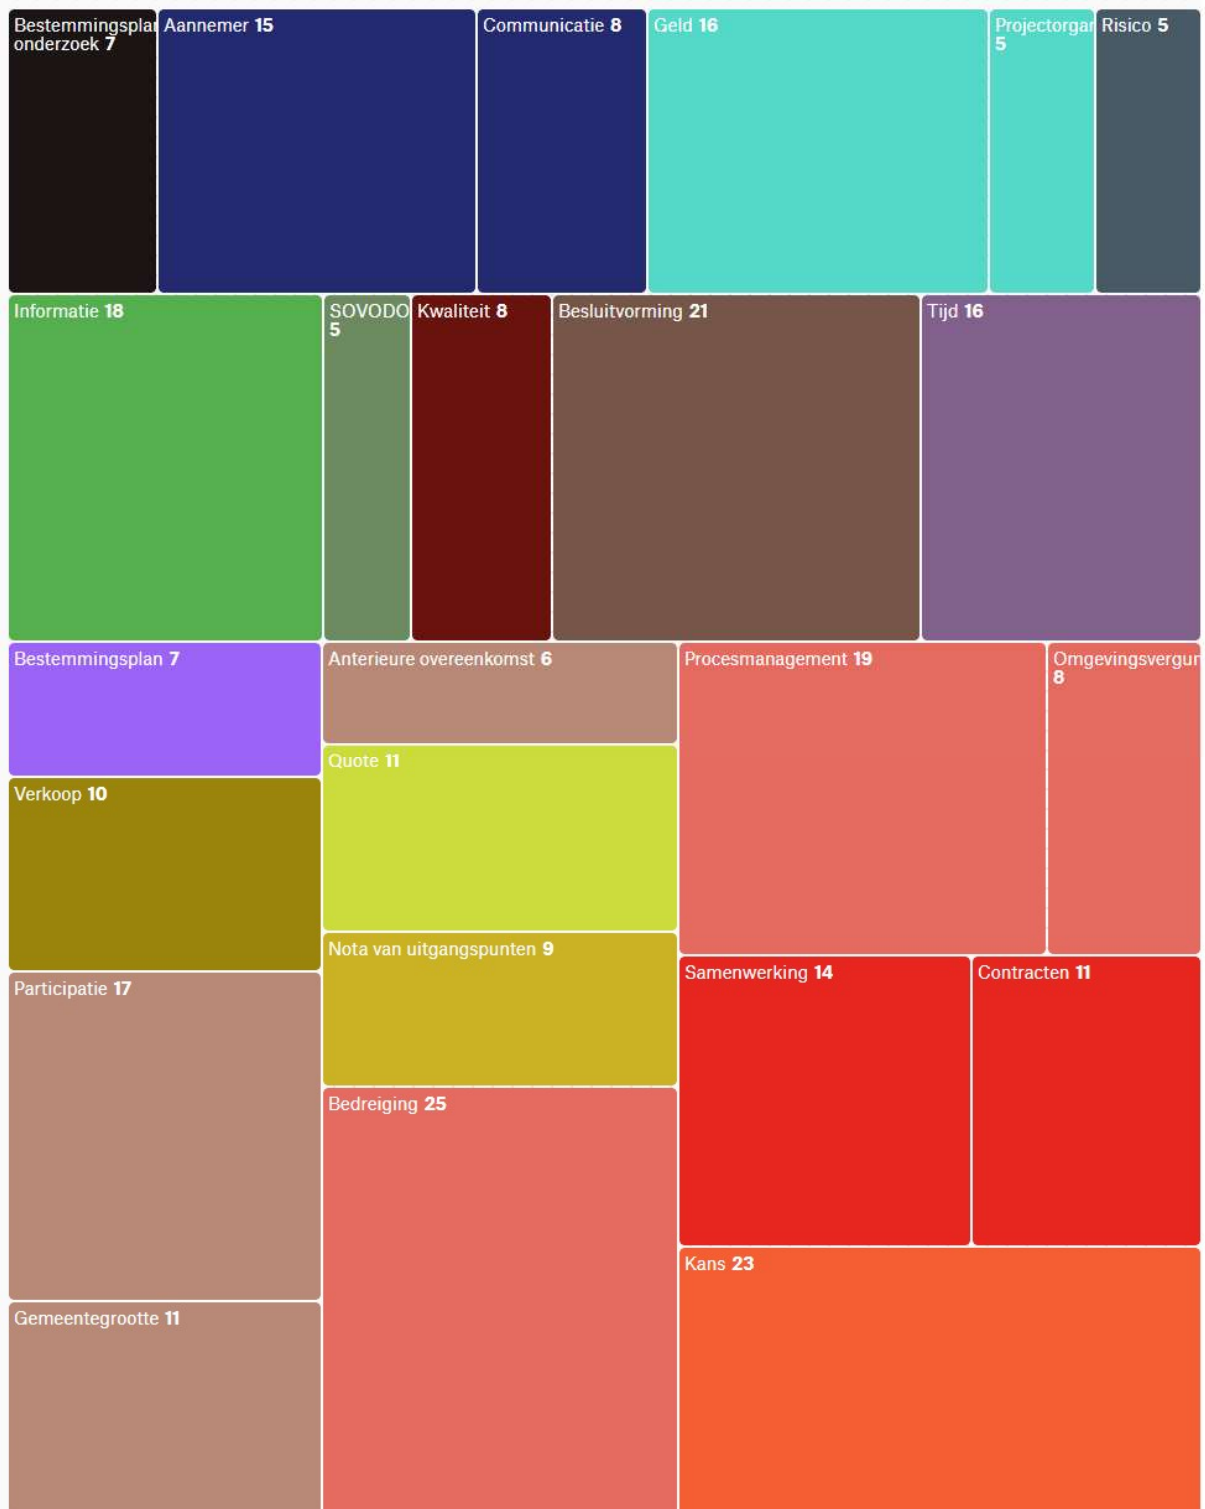 Bestemmingsplan
onderzoek 7
Aannemer 15
Communicatie 8
Geld 16
Projectorgan
5
Risico 5
Informatie 18
SOVODO
5
Kwaliteit 8
Besluitvorming 21
Tijd 16
Bestemmingsplan 7
Anterieure overeenkomst 6
Procesmanagement 19
Omgevingsvergun
8
Quote 11
Verkoop 10
Nota van uitgangspunten 9
Samenwerking 14
Contracten 11
Participatie 17
Bedreiging 25
Kans 23
Gemeentegrootte 11